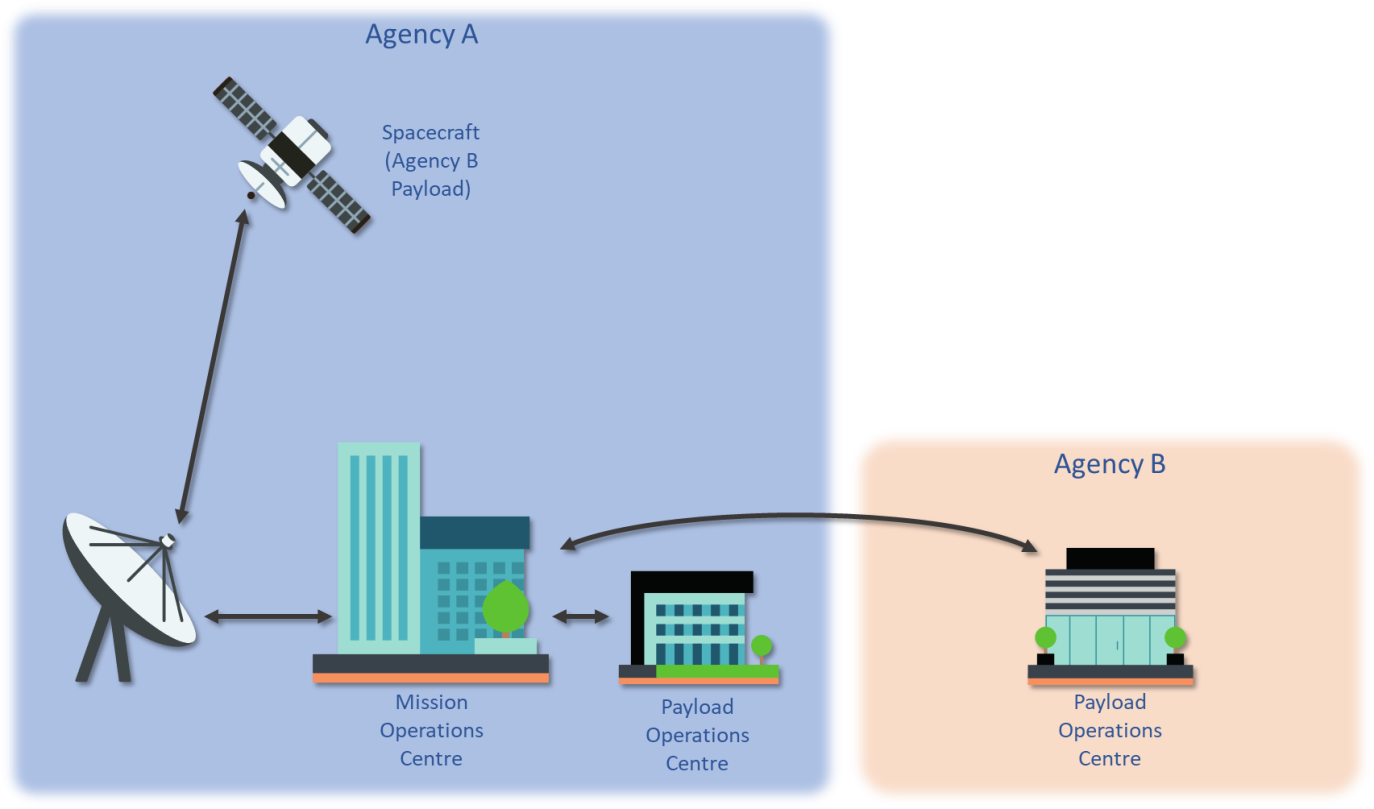 Agency A
Spacecraft
(Agency B
Payload)
Agency B
Mission
Operations
Centre
Payload
Operations
Centre
Payload
Operations
Centre